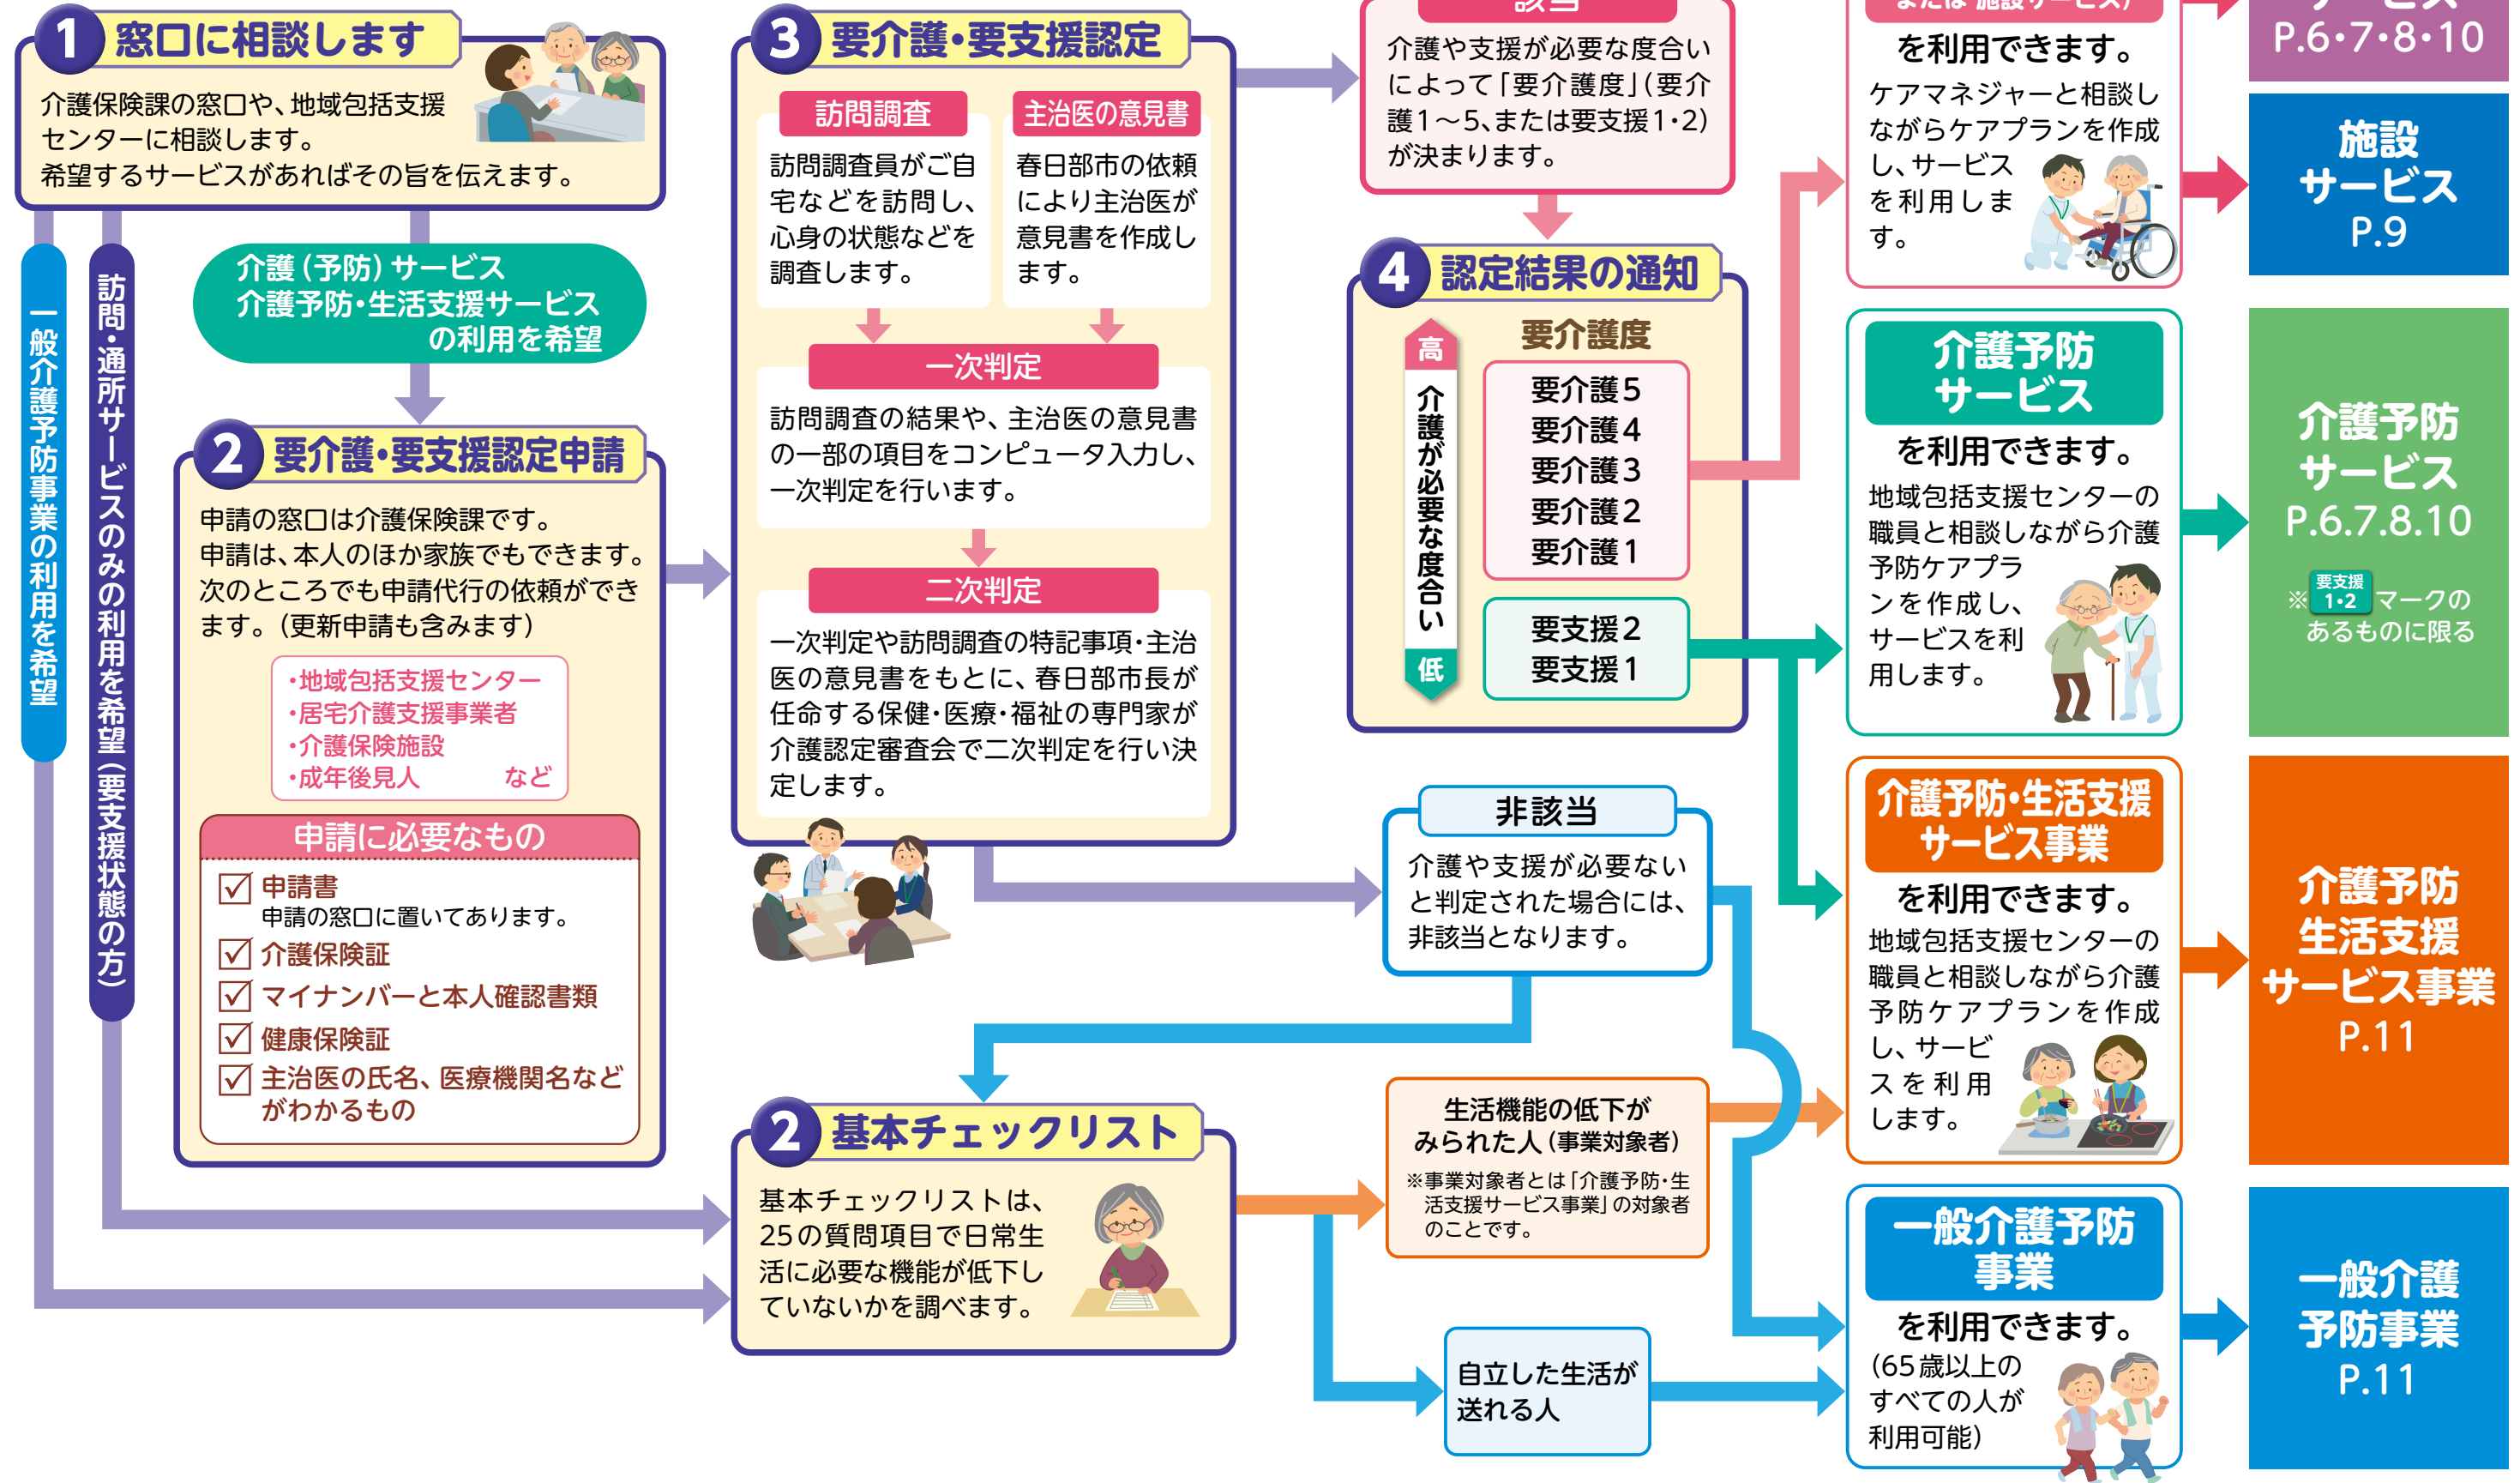 1 窓口に相談します
介護保険課の窓口や、地域包括支援
センターに相談します。
希望するサービスがあればその旨を伝えます。
一般介護予防事業の利用を希望
訪問・通所サービスのみの利用を希望（要支援状態の方）
介護（予防）サービス
介護予防・生活支援サービス
の利用を希望
2 要介護・要支援認定申請
申請の窓口は介護保険課です。
申請は、本人のほか家族でもできます。
次のところでも申請代行の依頼ができ
ます。（更新申請も含みます）
・地域包括支援センター
・居宅介護支援事業者
・介護保険施設
・成年後見人 など
申請に必要なもの
申請書
申請の窓口に置いてあります。
介護保険証
マイナンバーと本人確認書類
健康保険証
主治医の氏名、医療機関名など
がわかるもの
3 要介護・要支援認定
訪問調査
訪問調査員がご自
宅などを訪問し、
心身の状態などを
調査します。
主治医の意見書
春日部市の依頼
により主治医が
意見書を作成し
ます。
一次判定
訪問調査の結果や、主治医の意見書
の一部の項目をコンピュータ入力し、
一次判定を行います。
二次判定
一次判定や訪問調査の特記事項・主治
医の意見書をもとに、春日部市長が
任命する保健・医療・福祉の専門家が
介護認定審査会で二次判定を行い決
定します。
2 基本チェックリスト
基本チェックリストは、
25の質問項目で日常生
活に必要な機能が低下し
ていないかを調べます。
該当
介護や支援が必要な度合い
によって「要介護度」（要介
護1～5、または要支援1・2）
が決まります。
4 認定結果の通知
高
介護が必要な度合い
低
要介護度
要介護5
要介護4
要介護3
要介護2
要介護1
要支援2
要支援1
非該当
介護や支援が必要ない
と判定された場合には、
非該当となります。
生活機能の低下が
みられた人（事業対象者）
※事業対象者とは「介護予防・生
活支援サービス事業」の対象者
のことです。
自立した生活が
送れる人
または 施設サービス）
を利用できます。
ケアマネジャーと相談し
ながらケアプランを作成
し、サービス
を利用しま
す。
介護予防
サービス
を利用できます。
地域包括支援センターの
職員と相談しながら介護
予防ケアプラ
ンを作成し、
サービスを利
用します。
介護予防・生活支援
サービス事業
を利用できます。
地域包括支援センターの
職員と相談しながら介護
予防ケアプランを作成
し、サービ
スを利用
します。
一般介護予防
事業
を利用できます。
（65歳以上の
すべての人が
利用可能）
サービス
P.6・7・8・10
施設
サービス
P.9
介護予防
サービス
P.6.7.8.10
※要支援1・2マークの
あるものに限る
介護予防
生活支援
サービス事業
P.11
一般介護
予防事業
P.11